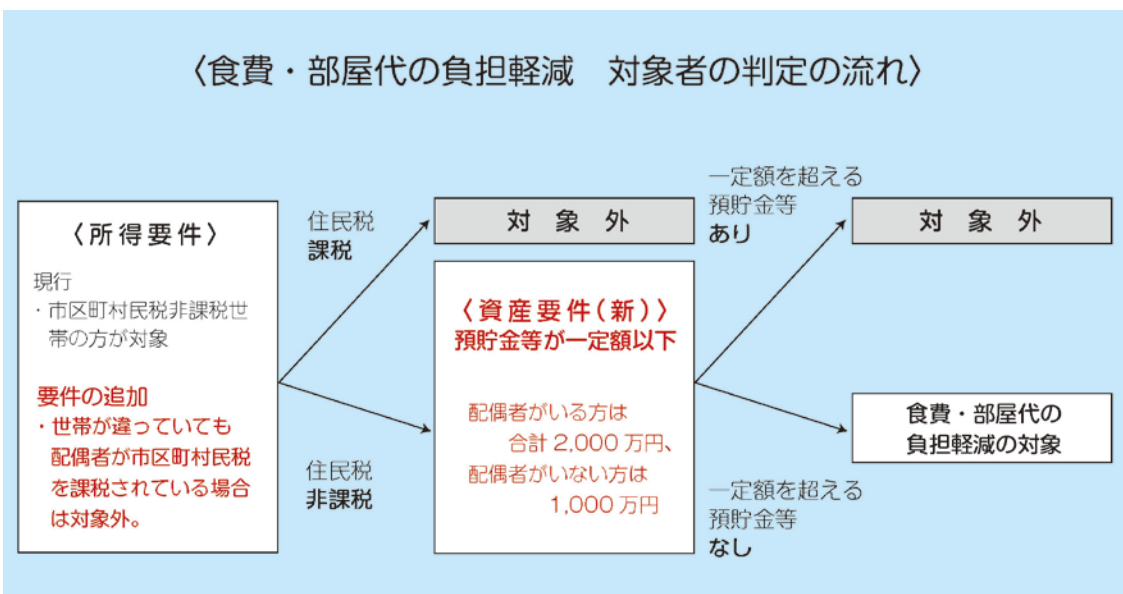 〈食費・部屋代の負担軽減　対象者の判定の流れ〉
〈所得要件〉
現行
・市区町村民税非課税世
帯の方が対象
要件の追加
・世帯が違っていても
配偶者が市区町村民税
を課税されている場合
は対象外。
住民税
課税
住民税
非課税
対　象　外
〈資産要件(新)〉
預貯金等が一定額以下
配偶者がいる方は
合計 2,000 万円、
配偶者がいない方は
1,000 万円
一定額を超える
預貯金等
あり
一定額を超える
預貯金等
なし
対　象　外
食費・部屋代の
負担軽減の対象